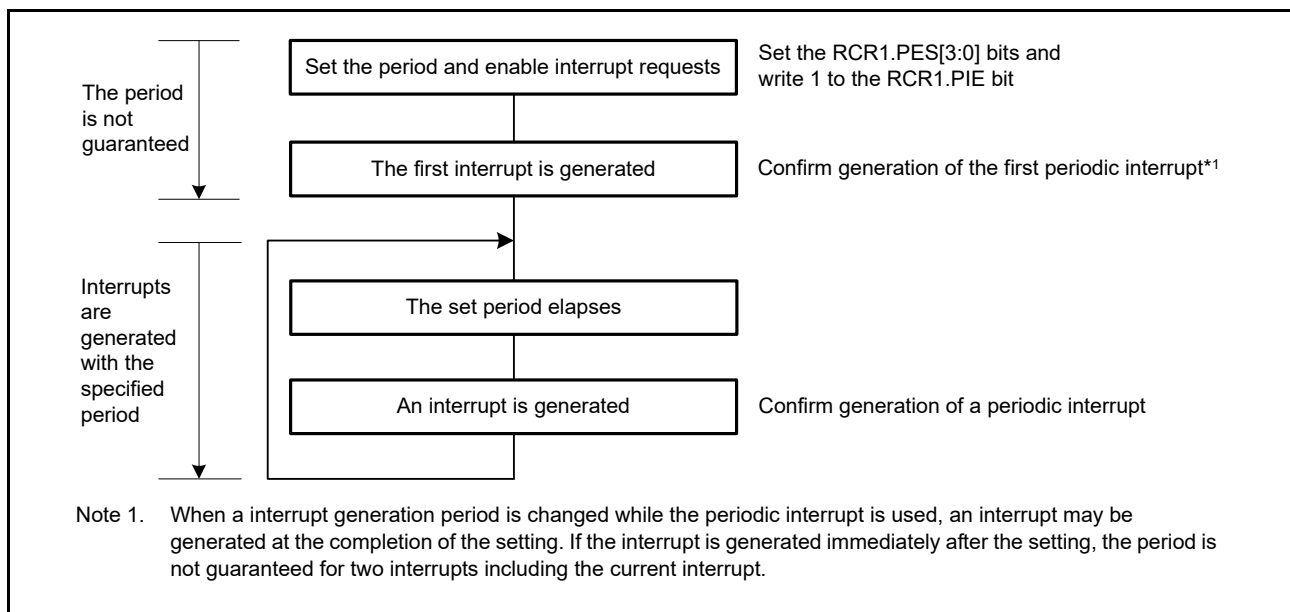 The period
is not
guaranteed
Set the period and enable interrupt requests
Set the RCR1.PES[3:0] bits and
write 1 to the RCR1.PIE bit
The first interrupt is generated
Confirm generation of the first periodic interrupt*1
Interrupts
are
generated
with the
specified
period
The set period elapses
An interrupt is generated
Confirm generation of a periodic interrupt
Note 1. When a interrupt generation period is changed while the periodic interrupt is used, an interrupt may be
generated at the completion of the setting. If the interrupt is generated immediately after the setting, the period is
not guaranteed for two interrupts including the current interrupt.